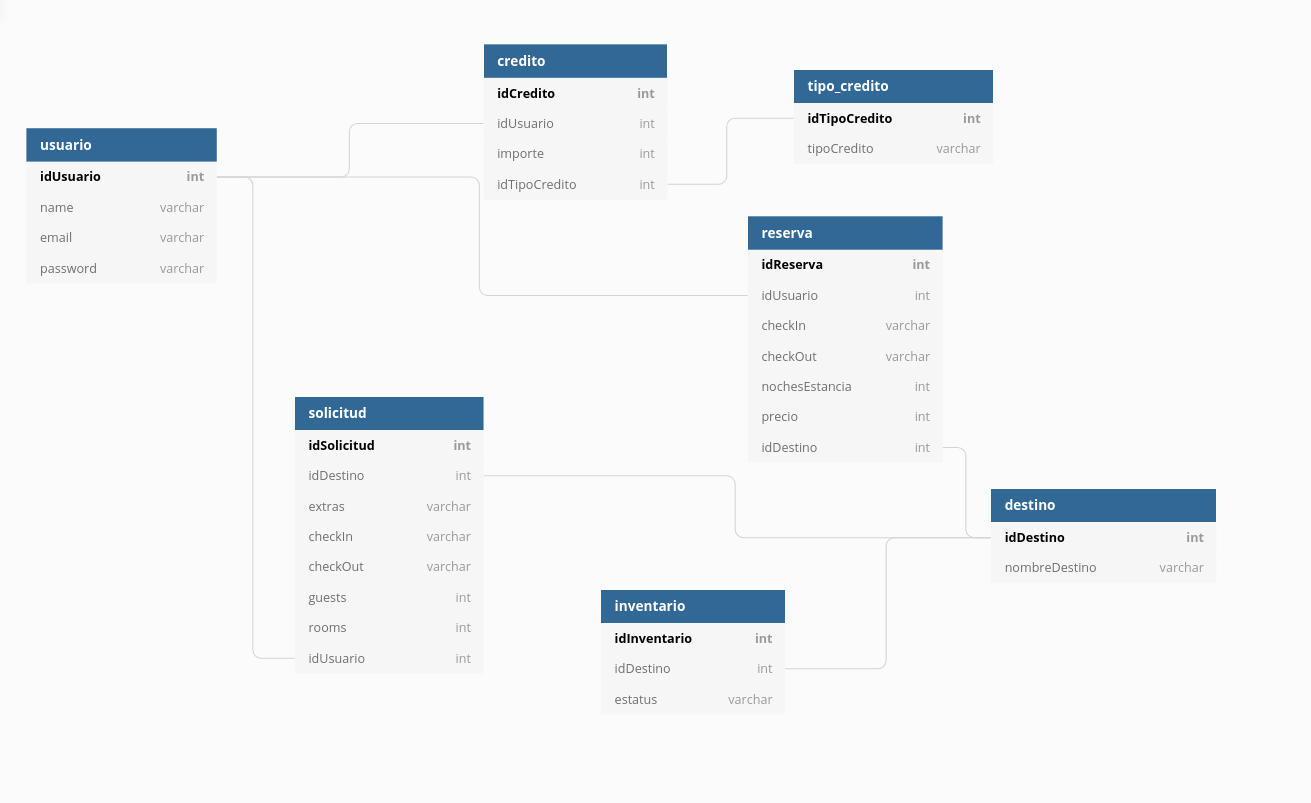 usuario
idUsuario int
name varchar
email varchar
password varchar
credito
idCredito int
idUsuario int
importe int
idTipoCredito int
tipo_credito
idTipoCredito int
tipoCredito varchar
reserva
idReserva int
idUsuario int
checkIn varchar
checkOut varchar
nochesEstancia int
precio int
idDestino int
solicitud
idSolicitud int
idDestino int
extras varchar
checkIn varchar
checkOut varchar
guests int
rooms int
idUsuario int
destino
idDestino int
nombreDestino varchar
inventario
idInventario int
idDestino int
estatus varchar